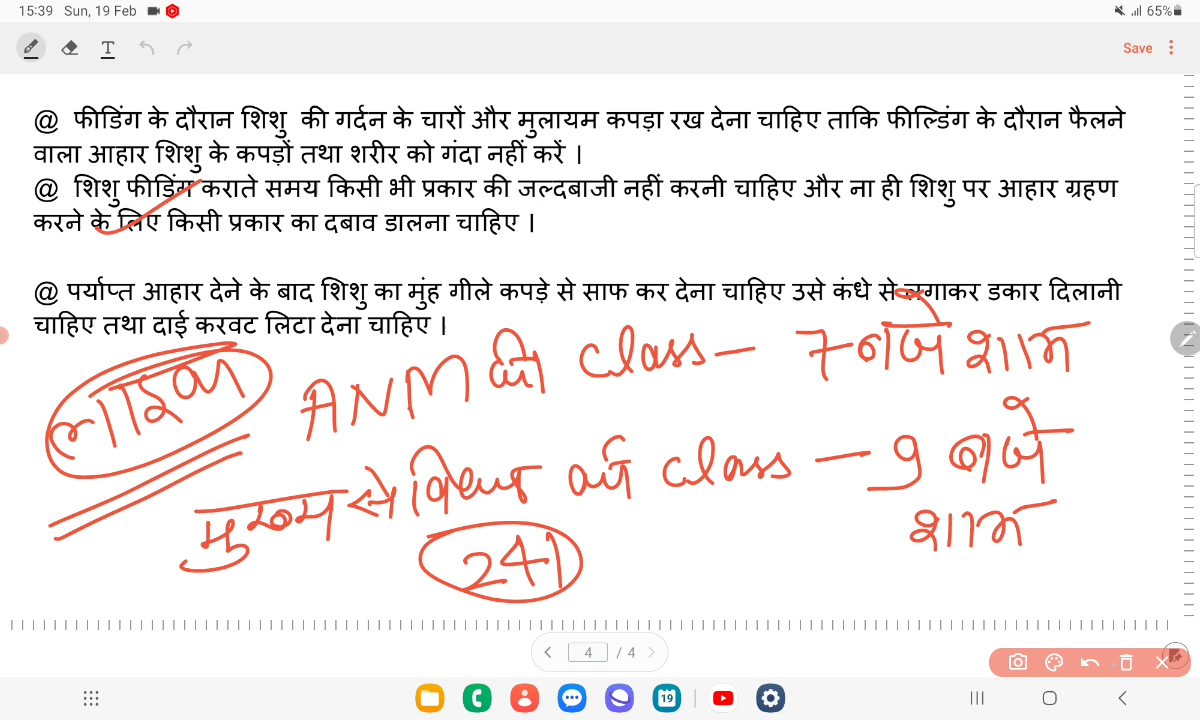 15:39 Sun, 19 Feb 65%
T Save
@ फीडिंग के दौरान शिशु की गर्दन के चारों और मुलायम कपड़ा रख देना चाहिए ताकि फील्डिंग के दौरान फैलने
वाला आहार शिशु के कपड़ों तथा शरीर को गंदा नहीं करें ।
@ शिशु फीडिंग कराते समय किसी भी प्रकार की जल्दबाजी नहीं करनी चाहिए और ना ही शिशु पर आहार ग्रहण
करने के लिए किसी प्रकार का दबाव डालना चाहिए ।
@ पर्याप्त आहार देने के बाद शिशु का मुंह गीले कपड़े से साफ कर देना चाहिए उसे कंधे से लगाकर डकार दिलानी
चाहिए तथा दाई करवट लिटा देना चाहिए ।
लाइव ANM की class - 7 बजे शाम
मुख्य से की class - 9 बजे
शाम
241
4 / 4
19